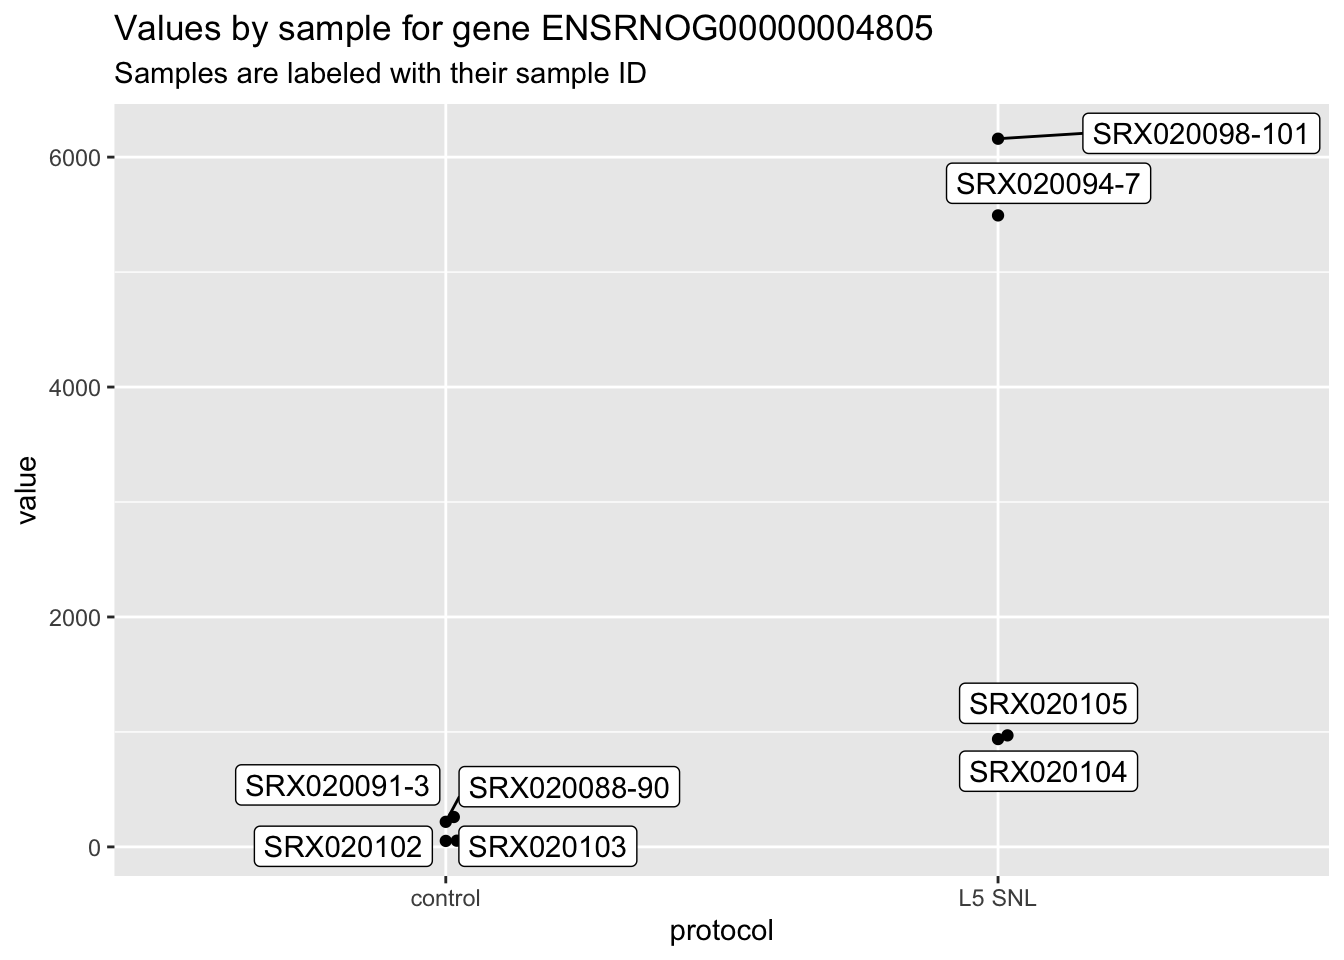 Values by sample for gene ENSRNOG00000004805
Samples are labeled with their sample ID
6000
4000
2000
0
value
SRX020098-101
SRX020094-7
SRX020105
SRX020104
SRX020091-3
SRX020088-90
SRX020102
SRX020103
control
L5 SNL
protocol